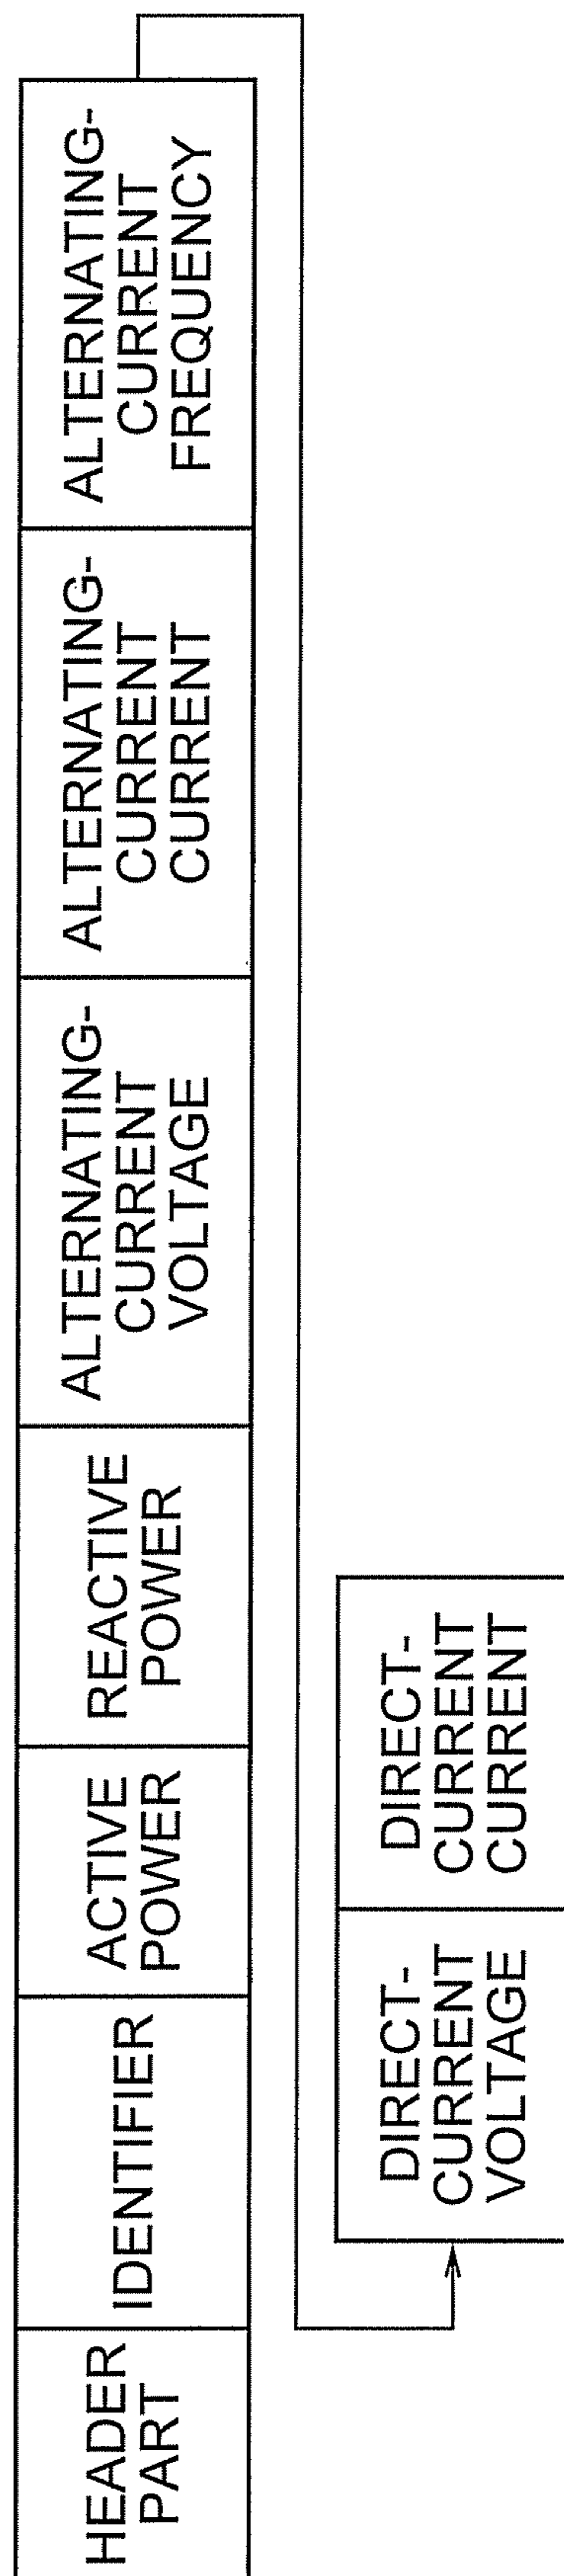 HEADER
PART
IDENTIFIER
ACTIVE
POWER
REACTIVE
POWER
ALTERNATING-
CURRENT
VOLTAGE
ALTERNATING-
CURRENT
CURRENT
ALTERNATING-
CURRENT
FREQUENCY
DIRECT-
CURRENT
VOLTAGE
DIRECT-
CURRENT
CURRENT